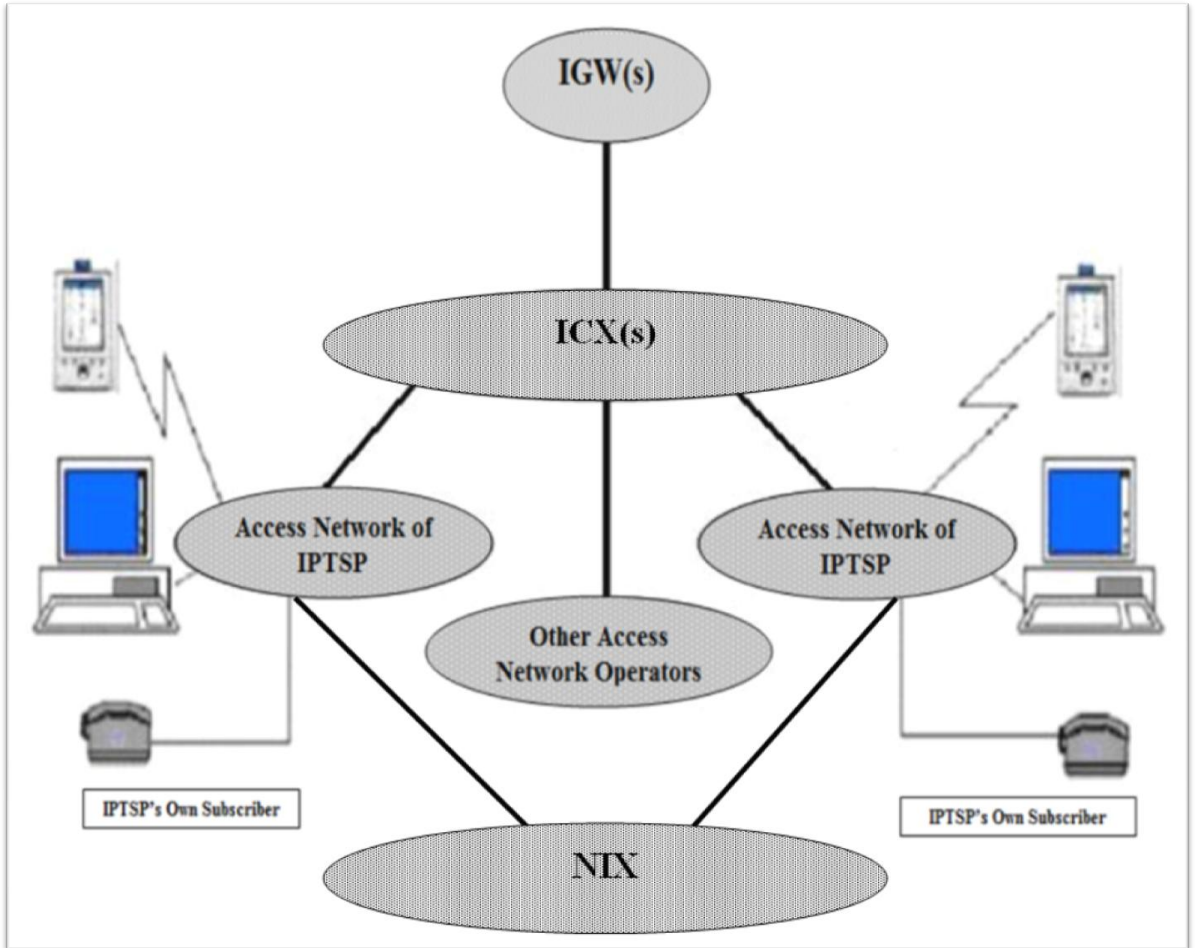 IGW(s)
ICX(s)
Access Network of
IPTSP
Access Network of
IPTSP
Other Access
Network Operators
IPTSP's Own Subscriber
IPTSP's Own Subscriber
NIX